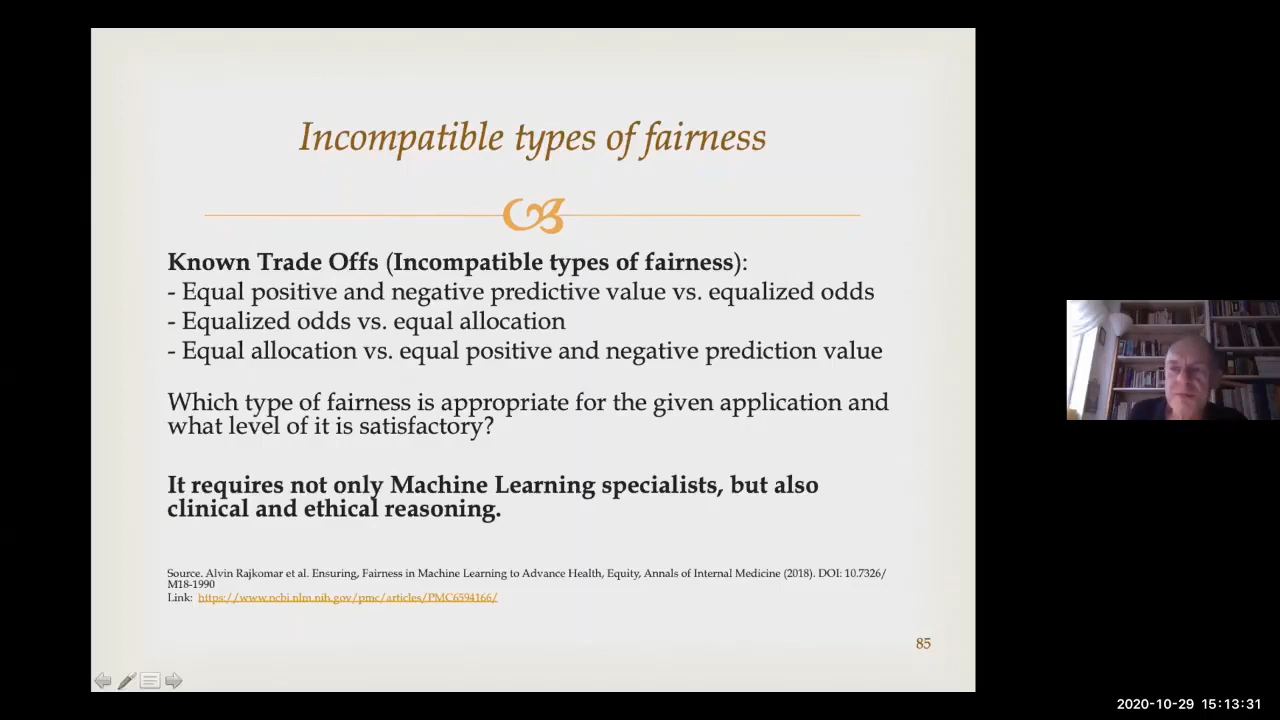 Incompatible types of fairness
Known Trade Offs (Incompatible types of fairness):
- Equal positive and negative predictive value vs. equalized odds
- Equalized odds vs. equal allocation
- Equal allocation vs. equal positive and negative prediction value
Which type of fairness is appropriate for the given application and
what level of it is satisfactory?
It requires not only Machine Learning specialists, but also
clinical and ethical reasoning.
Source. Alvin Rajkomar et al. Ensuring, Fairness in Machine Learning to Advance Health, Equity, Annals of Internal Medicine (2018). DOI: 10.7326/
M18-1990
Link: https://www.ncbi.nlm.nih.gov/pmc/articles/PMC6594166/
85
2020-10-29 15:13:31